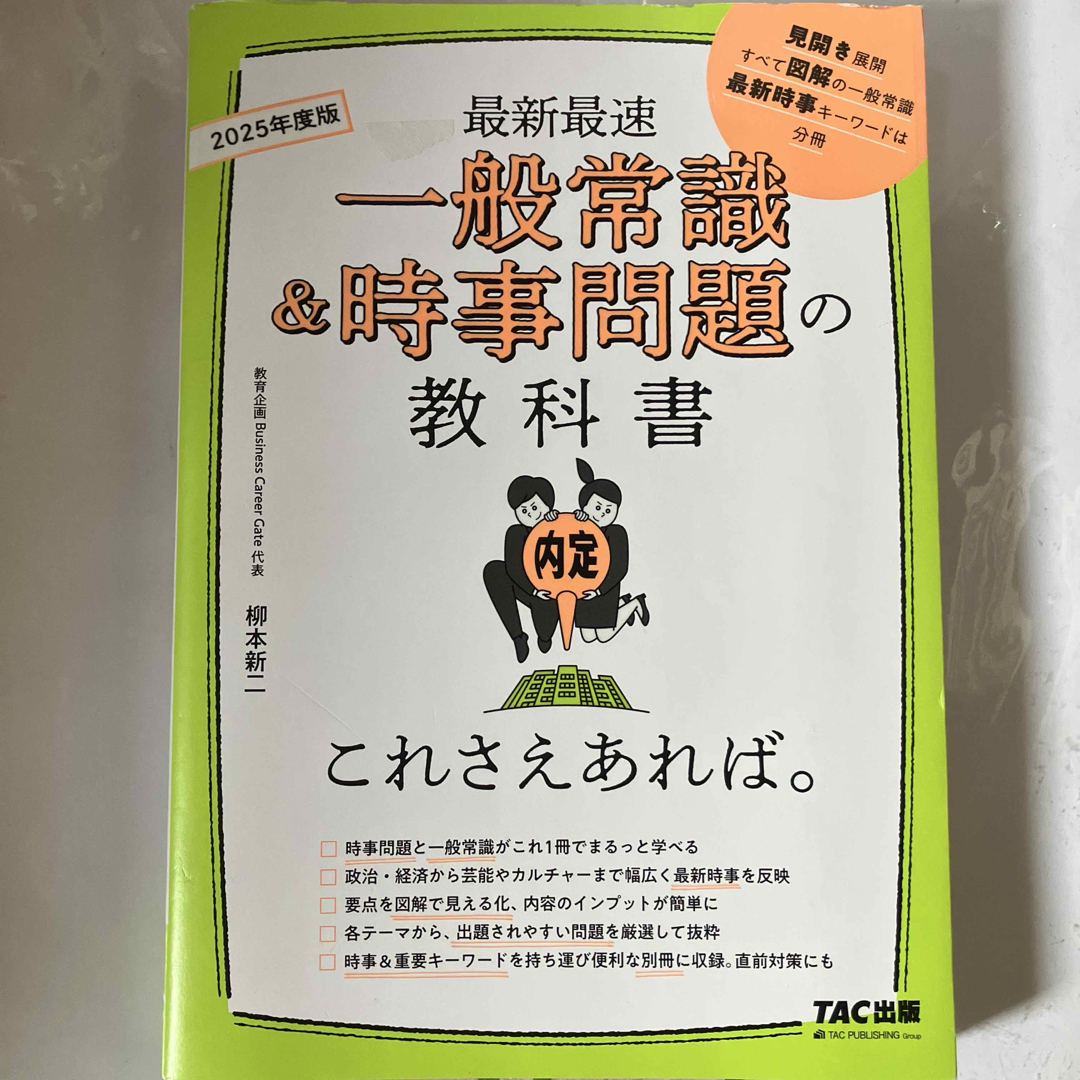 見開き展開
すべて図解の一般常識
最新時事キーワードは
分冊
2025年度版
最新最速
一般常識
&時事問題の
教科書
教育企画 Business Career Gate 代表
柳本新二
内定
これさえあれば。
□ 時事問題と一般常識がこれ1冊でまるっと学べる
□ 政治・経済から芸能やカルチャーまで幅広く最新時事を反映
□ 要点を図解で見える化、内容のインプットが簡単に
□ 各テーマから、出題されやすい問題を厳選して抜粋
□ 時事&重要キーワードを持ち運び便利な別冊に収録。直前対策にも
TAC出版
TAC PUBLISHING Group